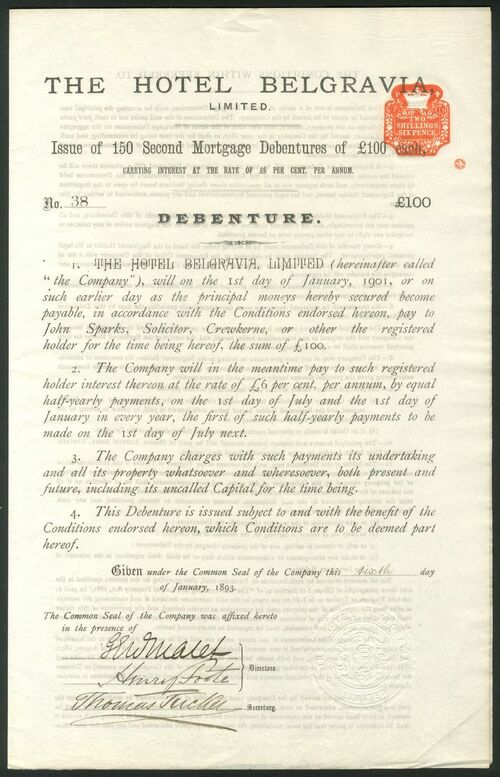 THE HOTEL BELGRAVIA,
LIMITED.
TWO
SHILLINGS
SIX PENCE
Issue of 150 Second Mortgage Debentures of £100 each,
CARRYING INTEREST AT THE RATE OF £6 PER CENT. PER ANNUM.
No. 38 £100
DEBENTURE.
1. THE HOTEL BELGRAVIA, LIMITED (hereinafter called
"the Company"), will on the 1st day of January, 1901, or on
such earlier day as the principal moneys hereby secured become
payable, in accordance with the Conditions endorsed hereon, pay to
John Sparks, Solicitor, Crewkerne, or other the registered
holder for the time being hereof, the sum of £100.
2. The Company will in the meantime pay to such registered
holder interest thereon at the rate of £6 per cent. per annum, by equal
half-yearly payments, on the 1st day of July and the 1st day of
January in every year, the first of such half-yearly payments to be
made on the 1st day of July next.
3. The Company charges with such payments its undertaking
and all its property whatsoever and wheresoever, both present and
future, including its uncalled Capital for the time being.
4. This Debenture is issued subject to and with the benefit of the
Conditions endorsed hereon, which Conditions are to be deemed part
hereof.
Given under the Common Seal of the Company this sixth day
of January, 1893.
The Common Seal of the Company was affixed hereto
in the presence of
Henry Foote
Directors.
Thomas Tucker
Secretary.